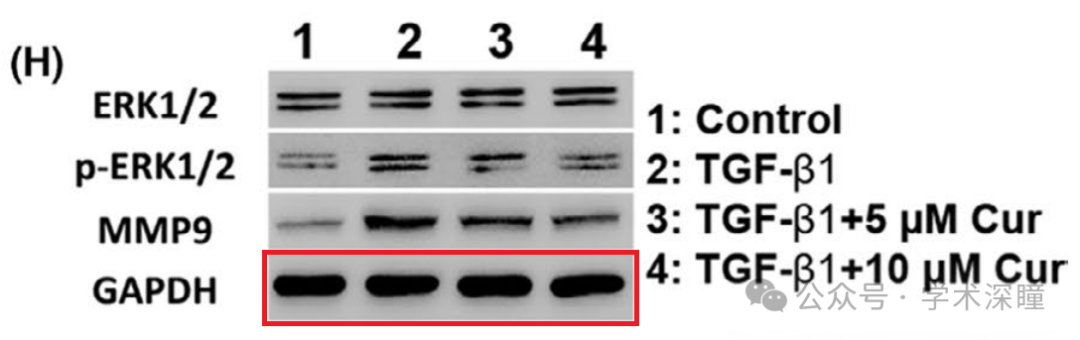 1 2 3 4
(H)
ERK1/2
p-ERK1/2
MMP9
GAPDH
1: Control
2: TGF-β1
3: TGF-β1+5 μM Cur
4: TGF-β1+10 μM Cur
公众号 · 学术深瞳